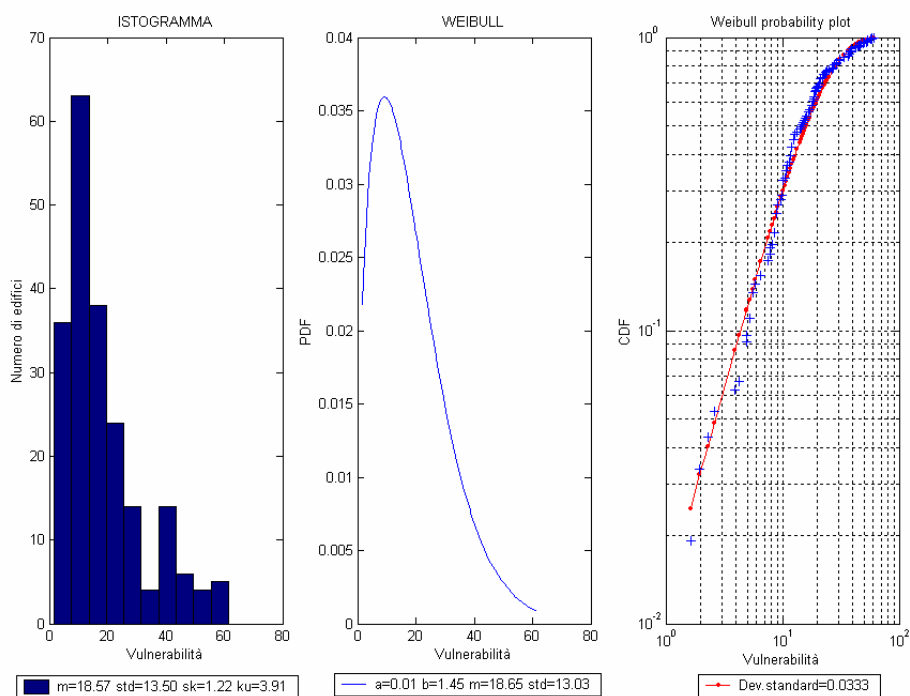 ISTOGRAMMA
70
60
50
40
30
20
10
0
Numero di edifici
0 20 40 60 80
Vulnerabilità
m=18.57 std=13.50 sk=1.22 ku=3.91
WEIBULL
0.04
0.035
0.03
0.025
0.02
0.015
0.01
0.005
0
PDF
0 20 40 60 80
Vulnerabilità
a=0.01 b=1.45 m=18.65 std=13.03
Weibull probability plot
10^0
10^-1
10^-2
CDF
10^0 10^1 10^2
Vulnerabilità
Dev.standard=0.0333